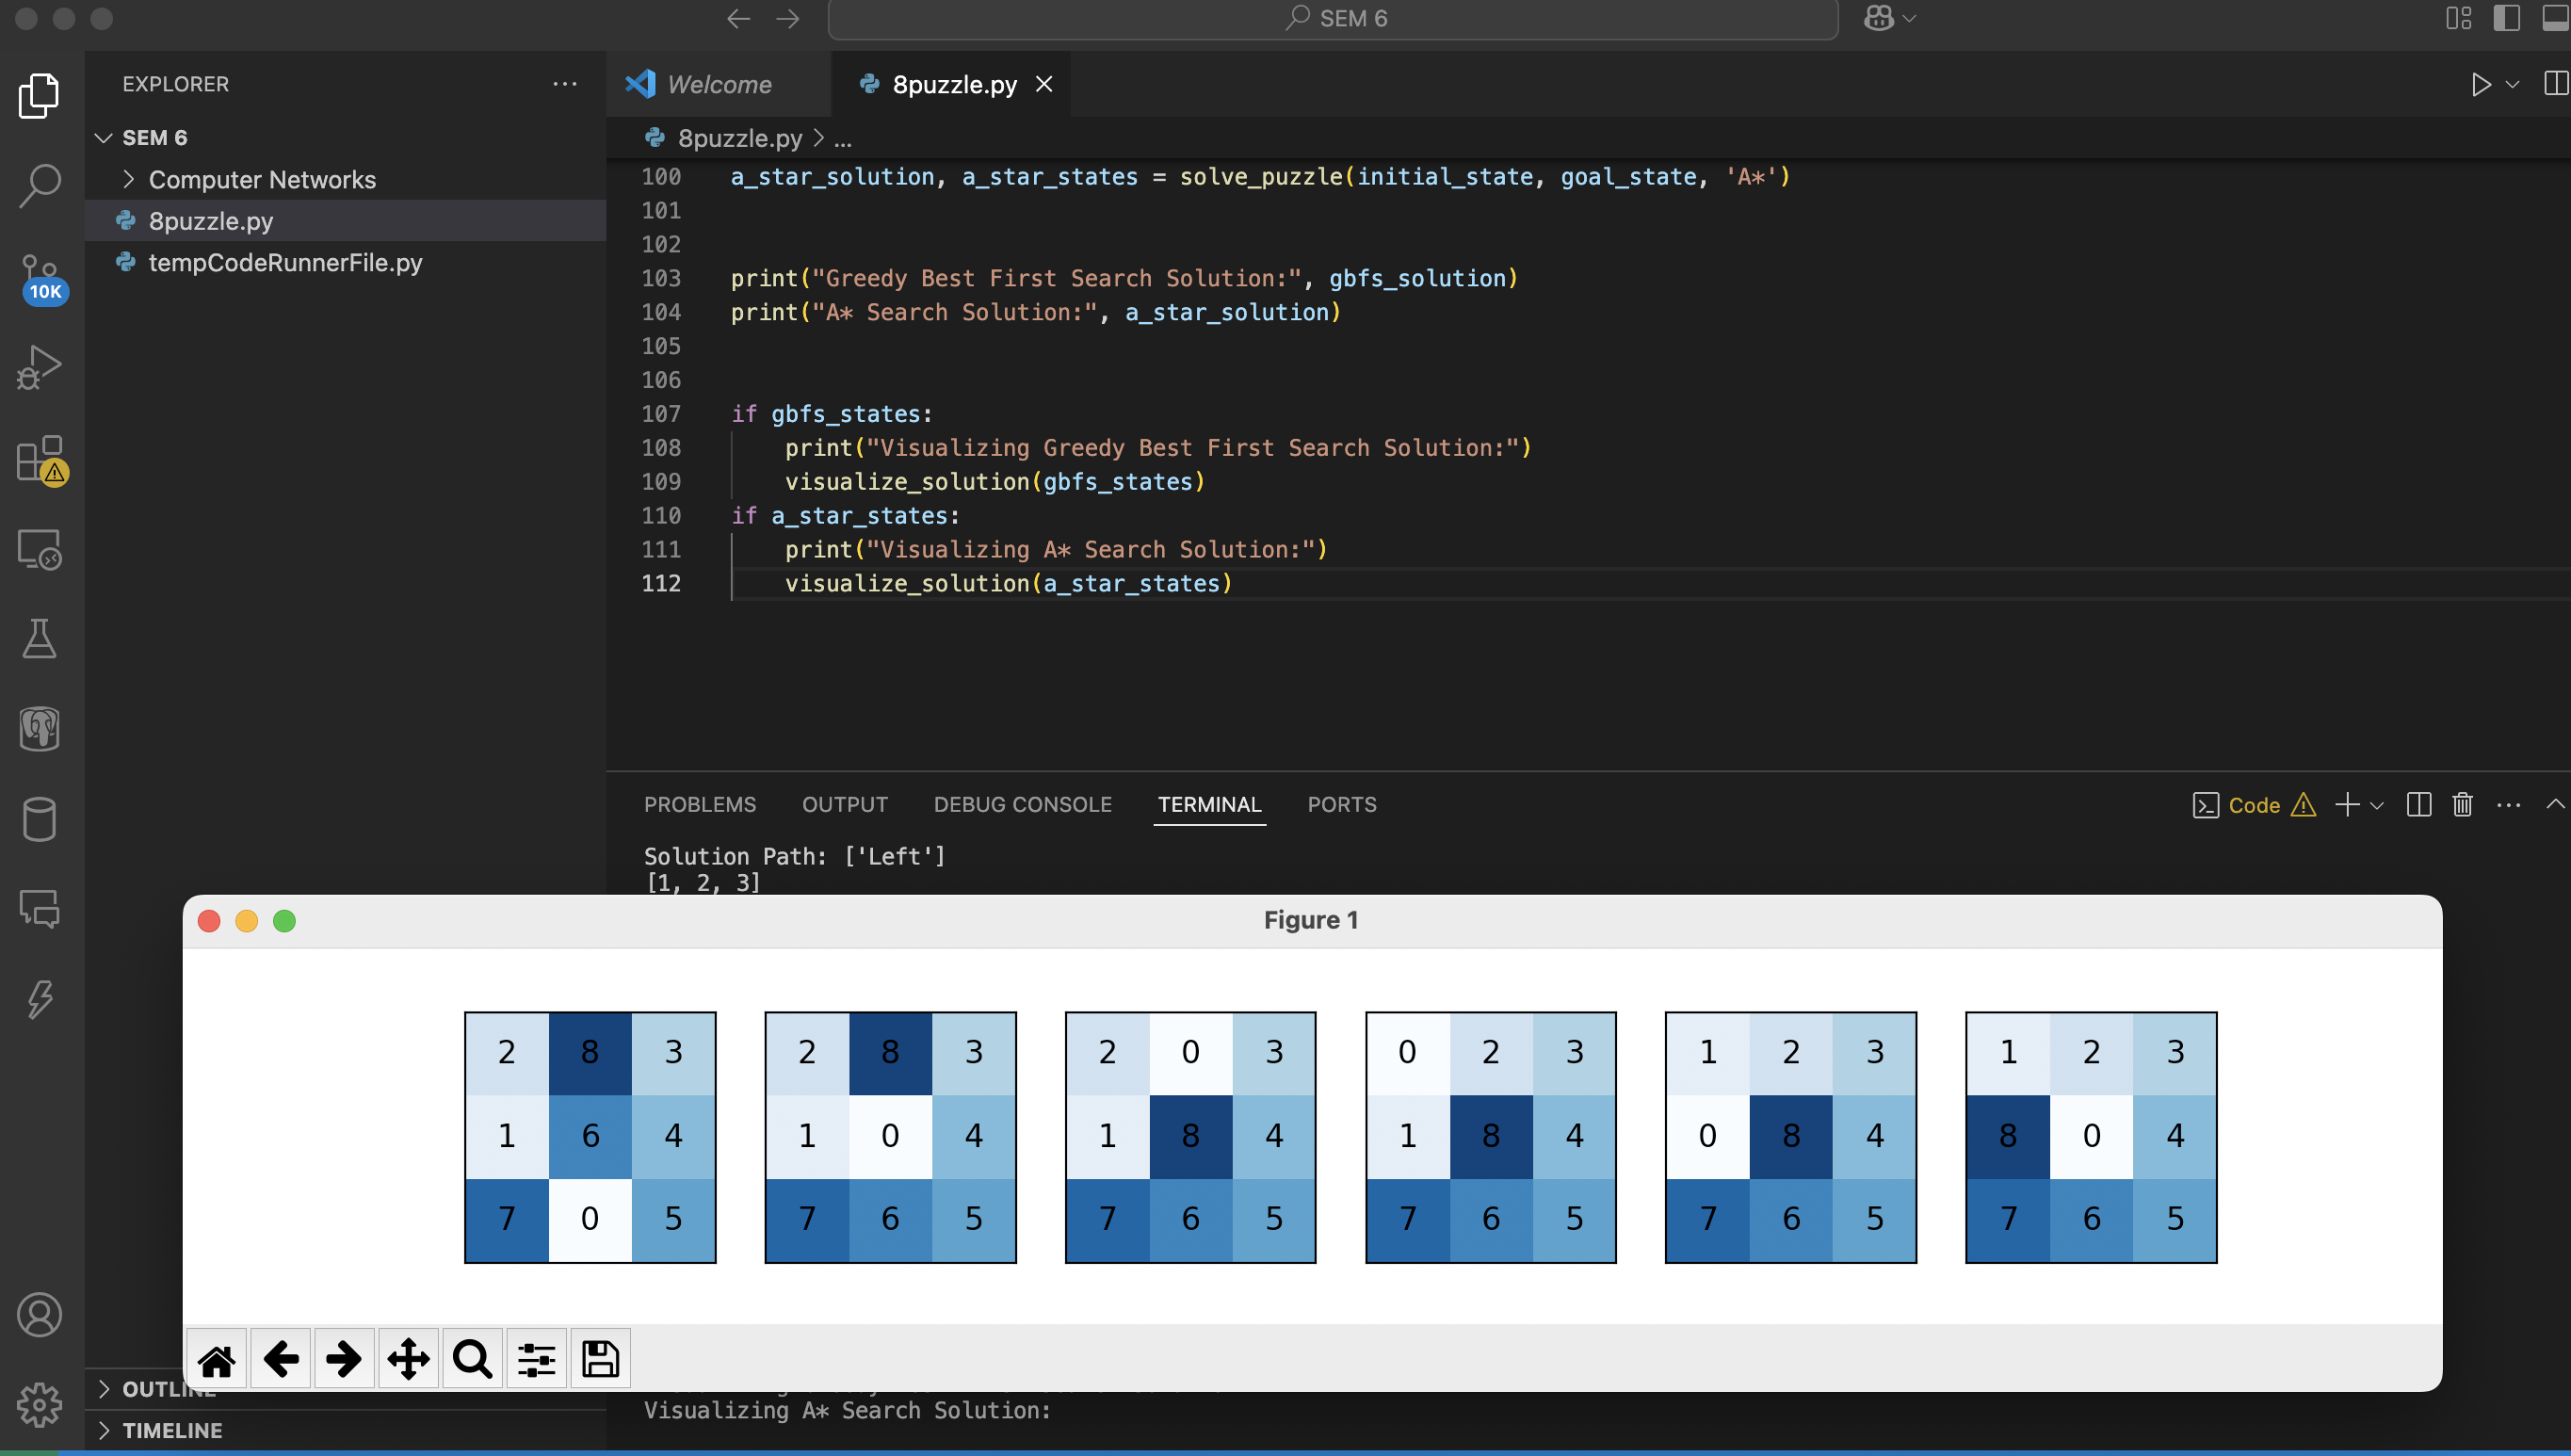 SEM 6
EXPLORER
Welcome
8puzzle.py
SEM 6
Computer Networks
8puzzle.py
tempCodeRunnerFile.py
10K
8puzzle.py > ...
100 a_star_solution, a_star_states = solve_puzzle(initial_state, goal_state, 'A*')
101
102
103 print("Greedy Best First Search Solution:", gbfs_solution)
104 print("A* Search Solution:", a_star_solution)
105
106
107 if gbfs_states:
108 print("Visualizing Greedy Best First Search Solution:")
109 visualize_solution(gbfs_states)
110 if a_star_states:
111 print("Visualizing A* Search Solution:")
112 visualize_solution(a_star_states)
PROBLEMS OUTPUT DEBUG CONSOLE TERMINAL PORTS
Code
Solution Path: ['Left']
[1, 2, 3]
Figure 1
2 8 3 2 8 3 2 0 3 0 2 3 1 2 3 1 2 3
1 6 4 1 0 4 1 8 4 1 8 4 0 8 4 8 0 4
7 0 5 7 6 5 7 6 5 7 6 5 7 6 5 7 6 5
OUTLINE
Visualizing A* Search Solution:
TIMELINE